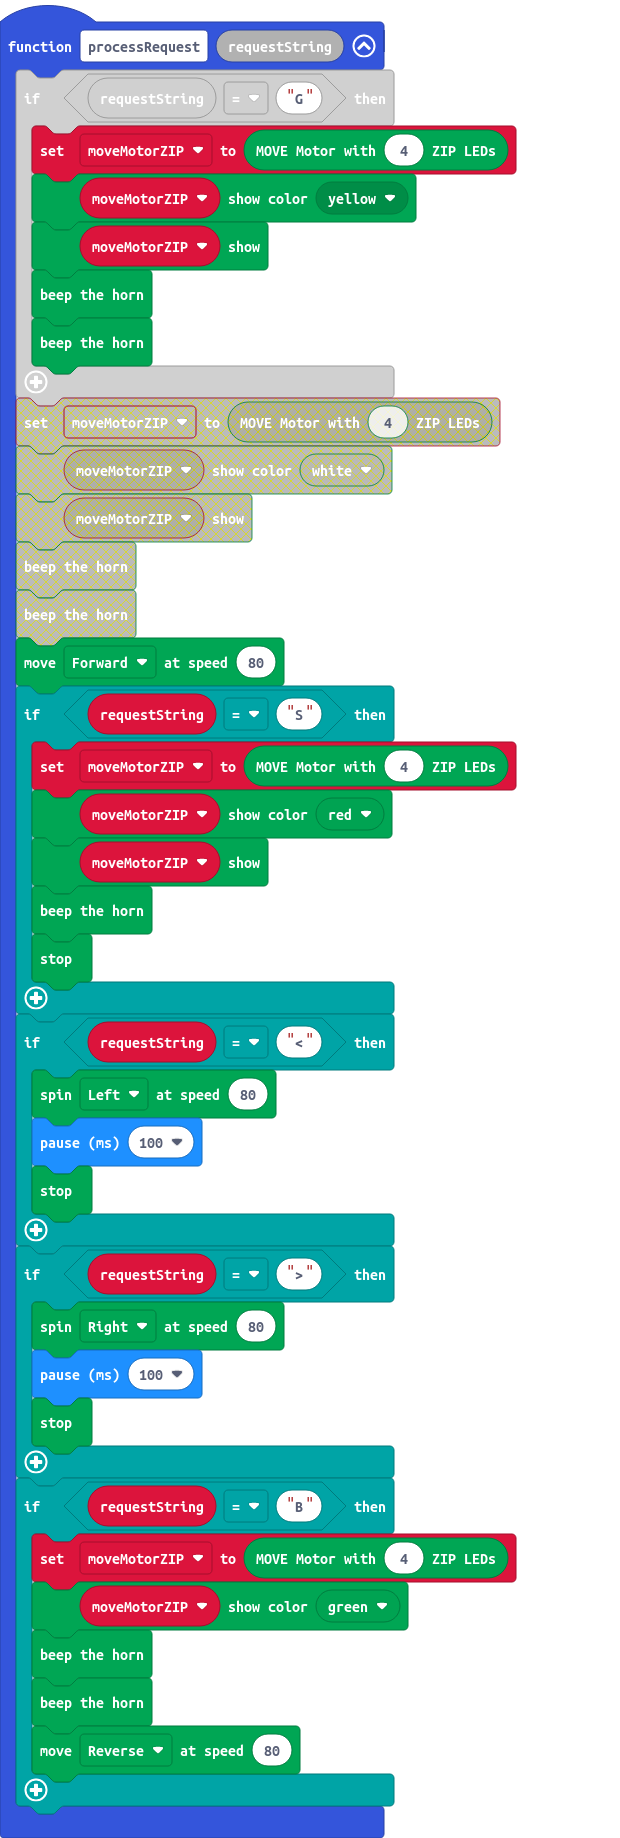 function processRequest requestString
if requestString = "G" then
set moveMotorZIP to MOVE Motor with 4 ZIP LEDs
moveMotorZIP show color yellow
moveMotorZIP show
beep the horn
beep the horn
set moveMotorZIP to MOVE Motor with 4 ZIP LEDs
moveMotorZIP show color white
moveMotorZIP show
beep the horn
beep the horn
move Forward at speed 80
if requestString = "S" then
set moveMotorZIP to MOVE Motor with 4 ZIP LEDs
moveMotorZIP show color red
moveMotorZIP show
beep the horn
stop
if requestString = "<" then
spin Left at speed 80
pause (ms) 100
stop
if requestString = ">" then
spin Right at speed 80
pause (ms) 100
stop
if requestString = "B" then
set moveMotorZIP to MOVE Motor with 4 ZIP LEDs
moveMotorZIP show color green
beep the horn
beep the horn
move Reverse at speed 80